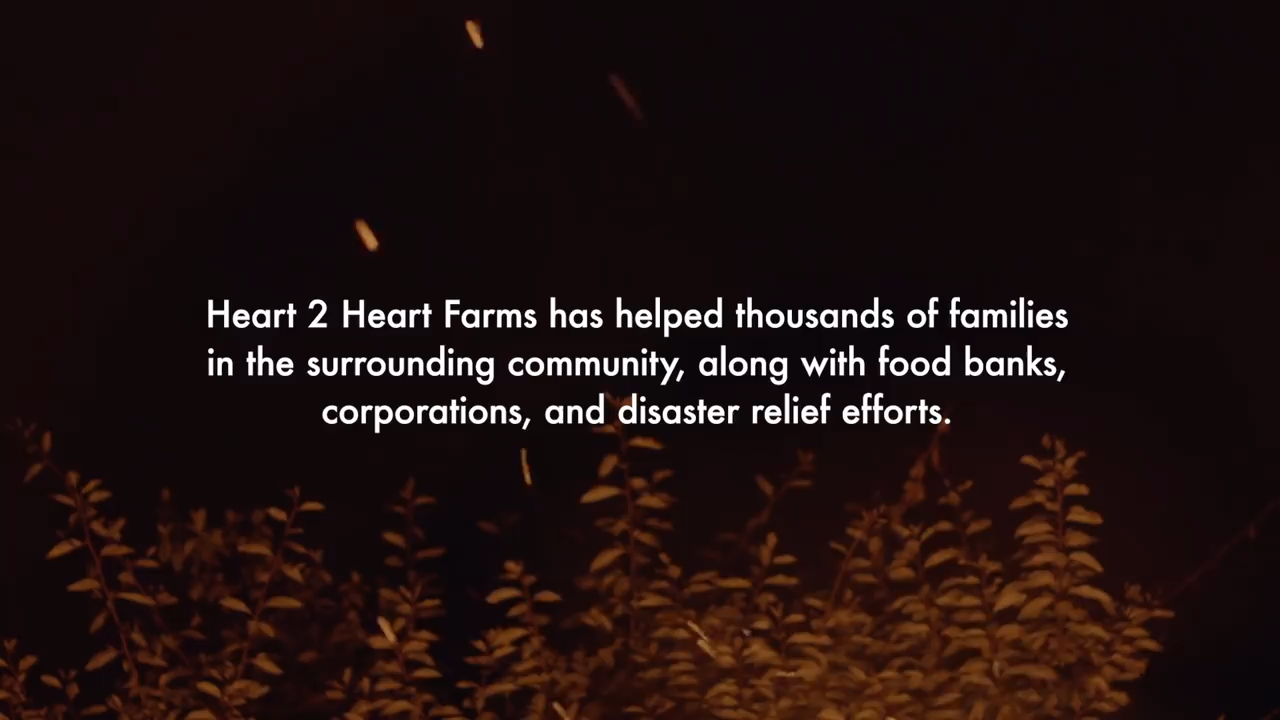 Heart 2 Heart Farms has helped thousands of families
in the surrounding community, along with food banks,
corporations, and disaster relief efforts.